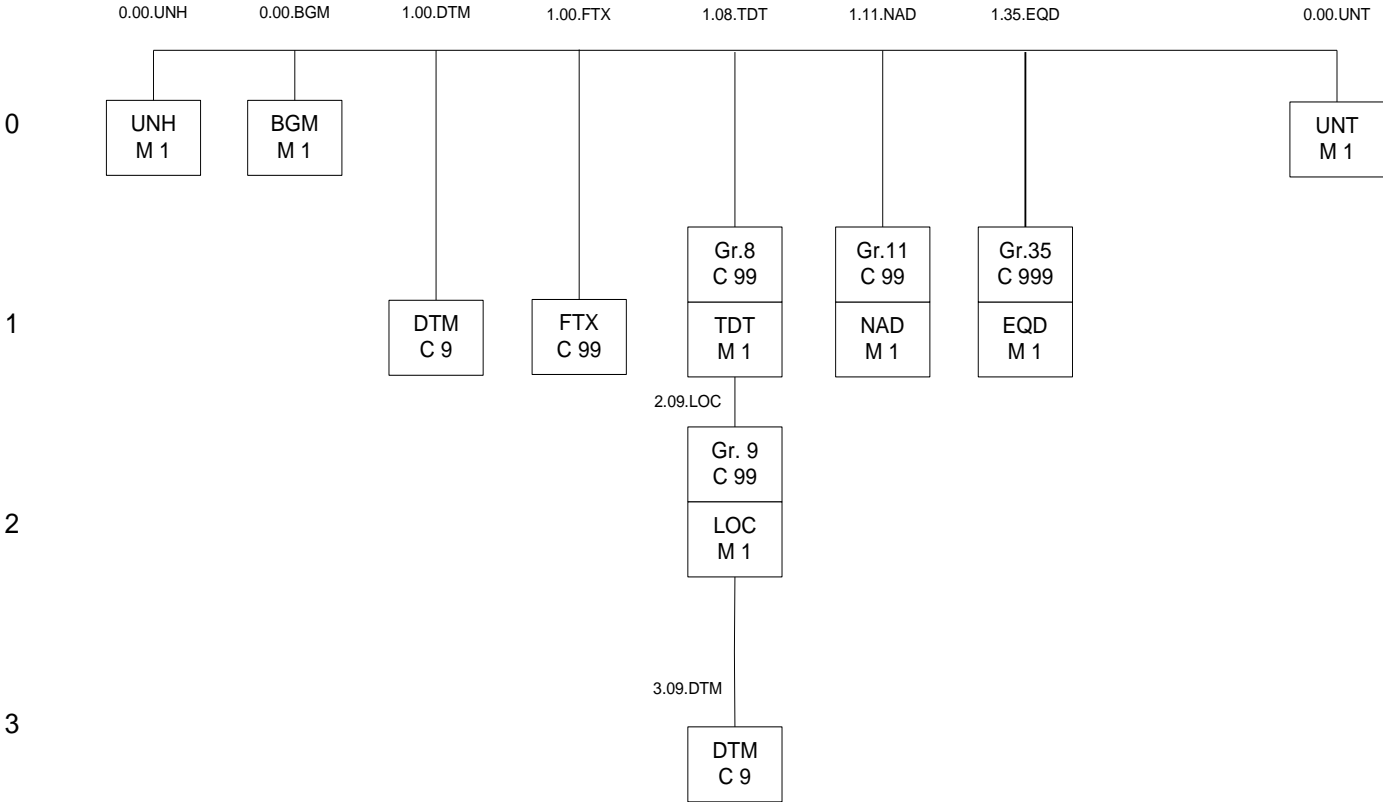 0.00.UNH 0.00.BGM 1.00.DTM 1.00.FTX 1.08.TDT 1.11.NAD 1.35.EQD 0.00.UNT
0
UNH
M 1
BGM
M 1
UNT
M 1
Gr.8
C 99
Gr.11
C 99
Gr.35
C 999
1
DTM
C 9
FTX
C 99
TDT
M 1
NAD
M 1
EQD
M 1
2.09.LOC
Gr. 9
C 99
2
LOC
M 1
3.09.DTM
3
DTM
C 9